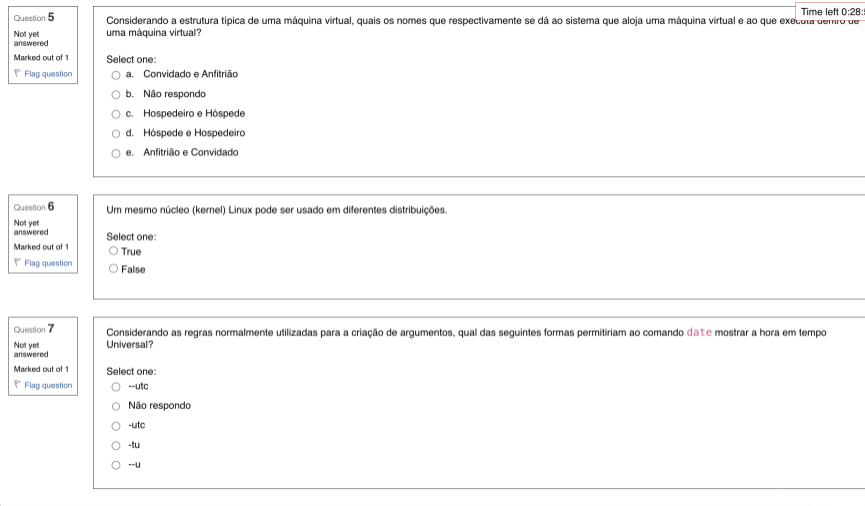 Time left 0:28:
Question 5
Not yet
answered
Marked out of 1
Flag question
Considerando a estrutura típica de uma máquina virtual, quais os nomes que respectivamente se dá ao sistema que aloja uma máquina virtual e ao que executa dentro de
uma máquina virtual?
Select one:
a. Convidado e Anfitrião
b. Não respondo
c. Hospedeiro e Hóspede
d. Hóspede e Hospedeiro
e. Anfitrião e Convidado
Question 6
Not yet
answered
Marked out of 1
Flag question
Um mesmo núcleo (kernel) Linux pode ser usado em diferentes distribuições.
Select one:
True
False
Question 7
Not yet
answered
Marked out of 1
Flag question
Considerando as regras normalmente utilizadas para a criação de argumentos, qual das seguintes formas permitiriam ao comando date mostrar a hora em tempo
Universal?
Select one:
--utc
Não respondo
-utc
-tu
--u